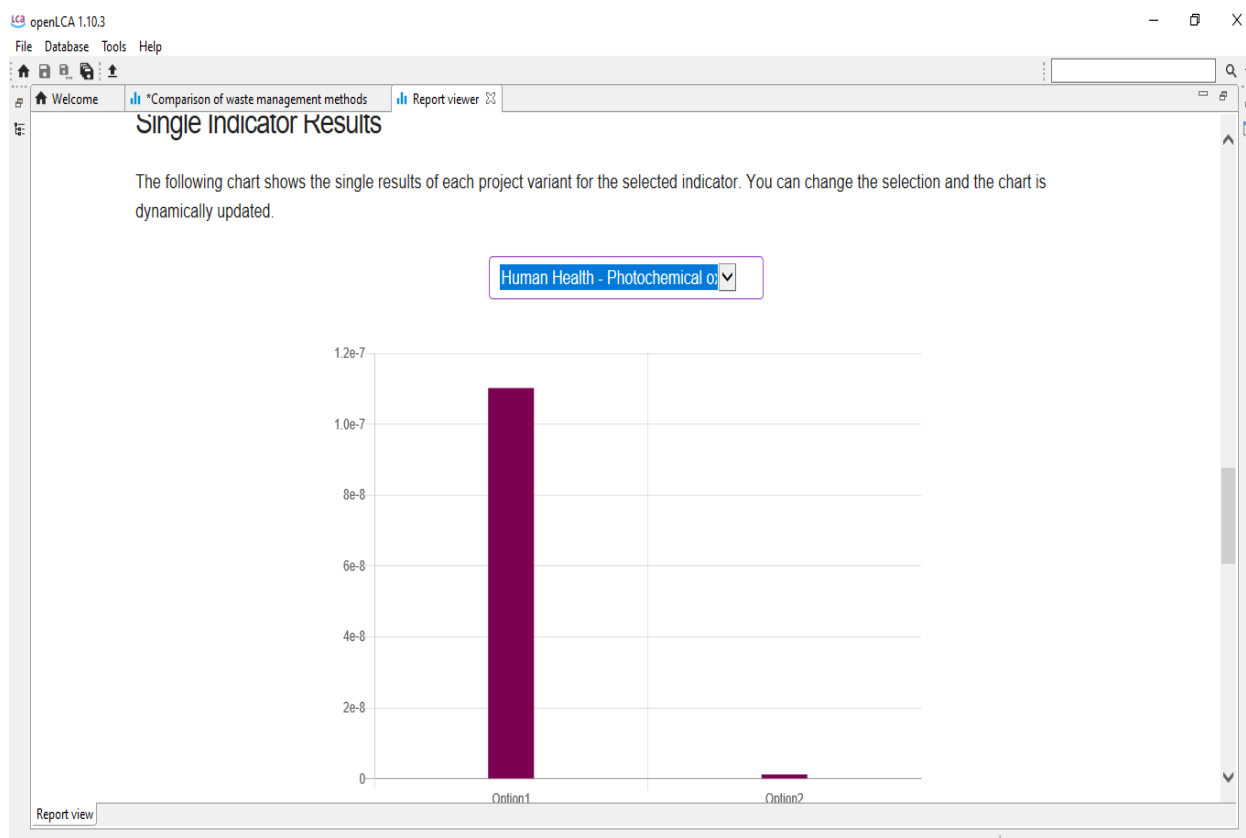 LCA openLCA 1.10.3
File Database Tools Help
Welcome *Comparison of waste management methods Report viewer
Single Indicator Results
The following chart shows the single results of each project variant for the selected indicator. You can change the selection and the chart is
dynamically updated.
Human Health - Photochemical o
1.2e-7
1.0e-7
8e-8
6e-8
4e-8
2e-8
0
Option1 Option2
Report view